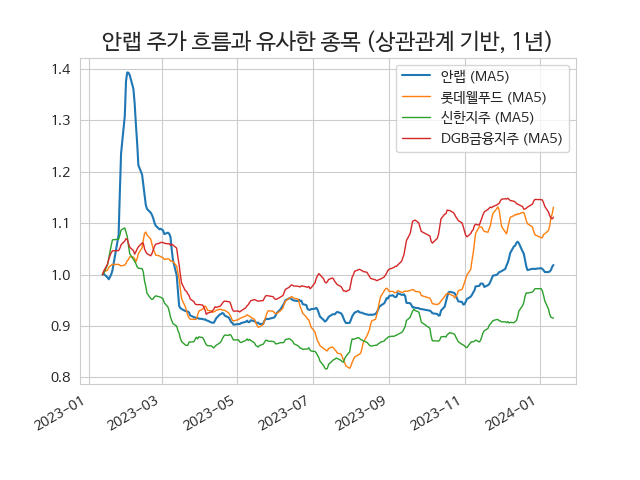 안랩 주가 흐름과 유사한 종목 (상관관계 기반, 1년)
안랩 (MA5)
롯데웰푸드 (MA5)
신한지주 (MA5)
DGB금융지주 (MA5)
1.4
1.3
1.2
1.1
1.0
0.9
0.8
2023-01
2023-03
2023-05
2023-07
2023-09
2023-11
2024-01